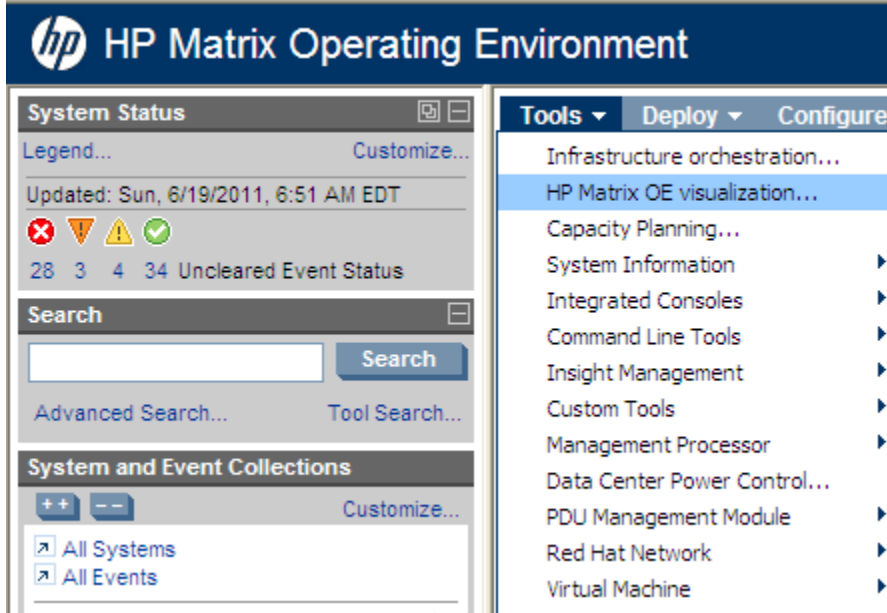 hp HP Matrix Operating Environment
System Status
Legend... Customize...
Updated: Sun, 6/19/2011, 6:51 AM EDT
28 3 4 34 Uncleared Event Status
Search
Search
Advanced Search... Tool Search...
System and Event Collections
++ -- Customize...
All Systems
All Events
Tools Deploy Configure
Infrastructure orchestration...
HP Matrix OE visualization...
Capacity Planning...
System Information
Integrated Consoles
Command Line Tools
Insight Management
Custom Tools
Management Processor
Data Center Power Control...
PDU Management Module
Red Hat Network
Virtual Machine